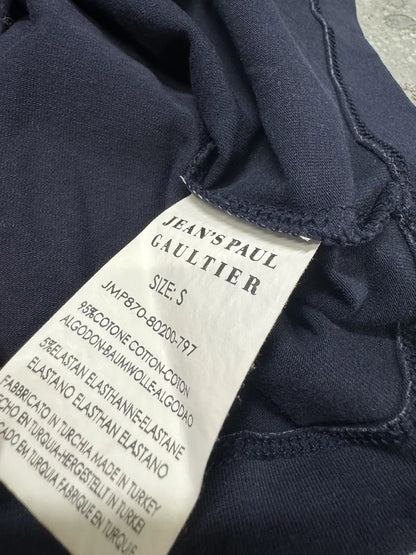 JEAN'S PAUL
GAULTIER
SIZE: S
JMP870-80200-797
95%COTONE COTTON-COTON
ALGODON-BAUMWOLLE-ALGODAO
5%ELASTAN ELASTHANNE-ELASTANE
ELASTANO ELASTHAN ELASTANO
FABBRICATO IN TURCHIA MADE IN TURKEY
ECHO EN TURQUIA-HERGESTELLT IN TURKEI
CADO EM TURQUIA FABRIQUE EN TURQUIE